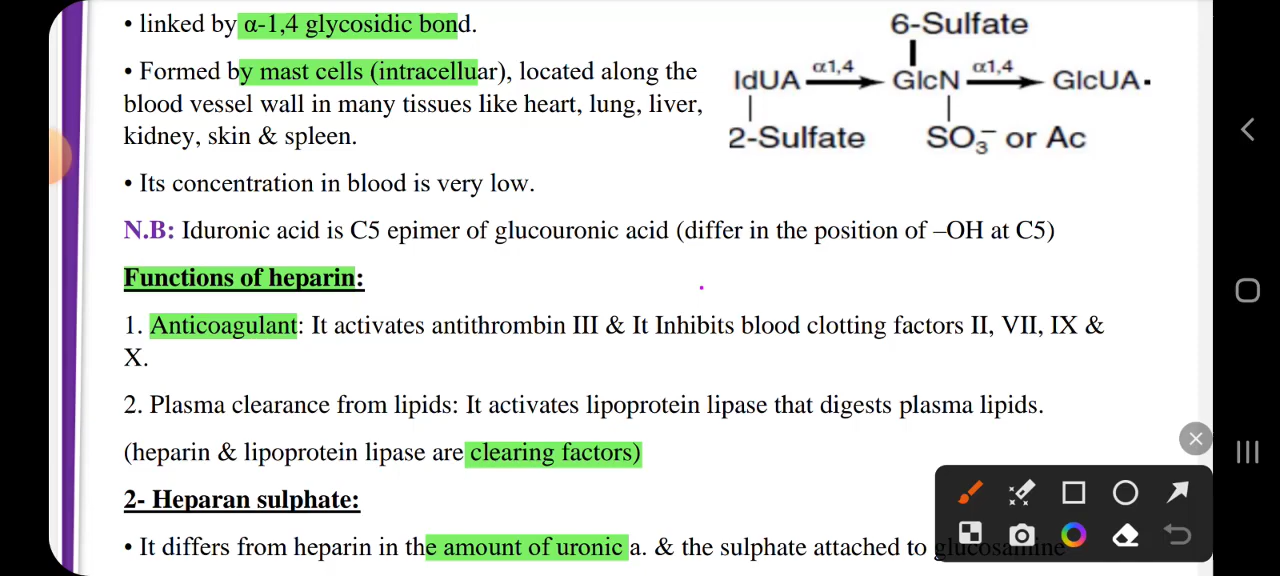 • linked by α-1,4 glycosidic bond.
• Formed by mast cells (intracelluar), located along the
blood vessel wall in many tissues like heart, lung, liver,
kidney, skin & spleen.
6-Sulfate
IdUA α1,4 GlcN α1,4 GlcUA
2-Sulfate SO₃⁻ or Ac
• Its concentration in blood is very low.
N.B: Iduronic acid is C5 epimer of glucouronic acid (differ in the position of –OH at C5)
Functions of heparin:
1. Anticoagulant: It activates antithrombin III & It Inhibits blood clotting factors II, VII, IX &
X.
2. Plasma clearance from lipids: It activates lipoprotein lipase that digests plasma lipids.
(heparin & lipoprotein lipase are clearing factors)
2- Heparan sulphate:
• It differs from heparin in the amount of uronic a. & the sulphate attached to glucosamine